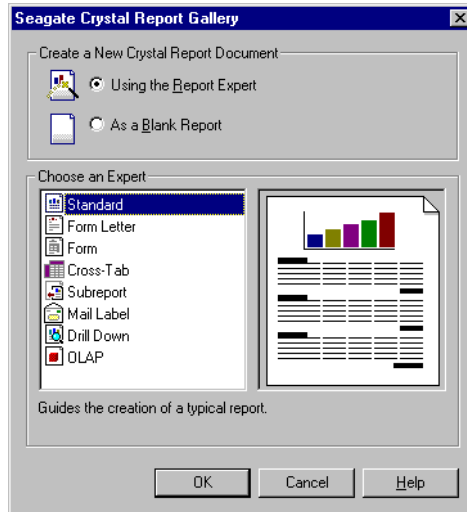 Seagate Crystal Report Gallery
Create a New Crystal Report Document
Using the Report Expert
As a Blank Report
Choose an Expert
Standard
Form Letter
Form
Cross-Tab
Subreport
Mail Label
Drill Down
OLAP
Guides the creation of a typical report.
OK Cancel Help